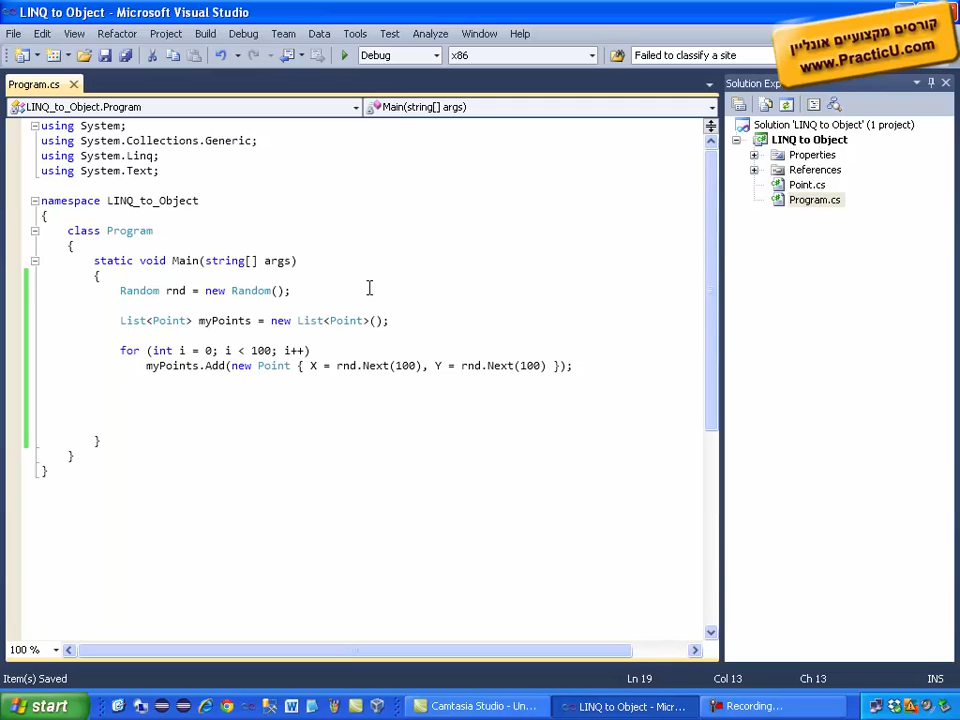 LINQ to Object - Microsoft Visual Studio
קורסים מקצועיים אונליין
www.PracticU.com
File Edit View Refactor Project Build Debug Team Data Tools Test Analyze Window Help
Debug x86 Failed to classify a site
Program.cs
Solution Exp
LINQ_to_Object.Program Main(string[] args)
using System;
using System.Collections.Generic;
using System.Linq;
using System.Text;
namespace LINQ_to_Object
{
class Program
{
static void Main(string[] args)
{
Random rnd = new Random();
List<Point> myPoints = new List<Point>();
for (int i = 0; i < 100; i++)
myPoints.Add(new Point { X = rnd.Next(100), Y = rnd.Next(100) });
}
}
}
Solution 'LINQ to Object' (1 project)
LINQ to Object
Properties
References
Point.cs
Program.cs
100 %
Item(s) Saved Ln 19 Col 13 Ch 13 INS
start Camtasia Studio - Un... LINQ to Object - Micr... Recording...